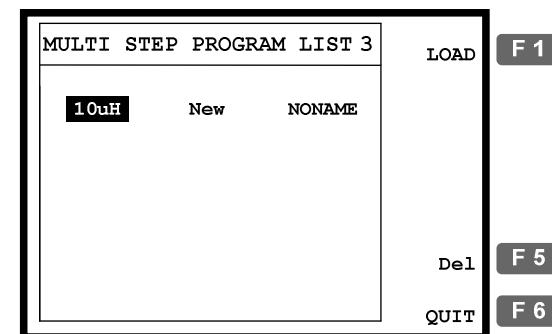 MULTI STEP PROGRAM LIST 3
LOAD F 1
10uH New NONAME
Del F 5
QUIT F 6